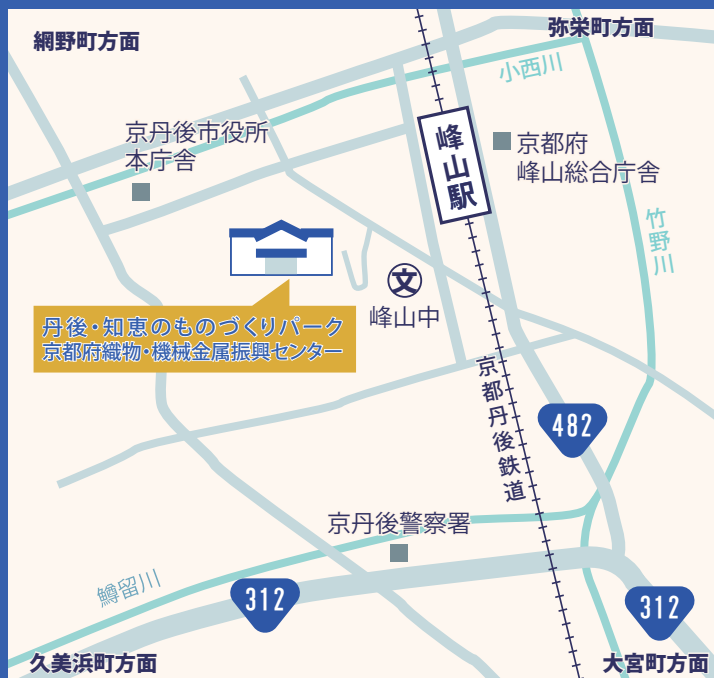 網野町方面
弥栄町方面
小西川
京丹後市役所
本庁舎
峰山駅
京都府
峰山総合庁舎
竹野川
文
峰山中
丹後・知恵のものづくりパーク
京都府織物・機械金属振興センター
京都丹後鉄道
482
京丹後警察署
鱒留川
312
312
久美浜町方面
大宮町方面